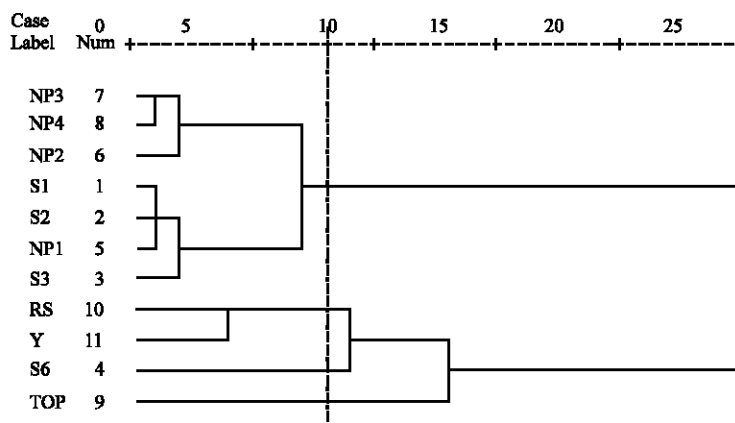 Case 0 5 10 15 20 25
Label Num
NP3 7
NP4 8
NP2 6
S1 1
S2 2
NP1 5
S3 3
RS 10
Y 11
S6 4
TOP 9